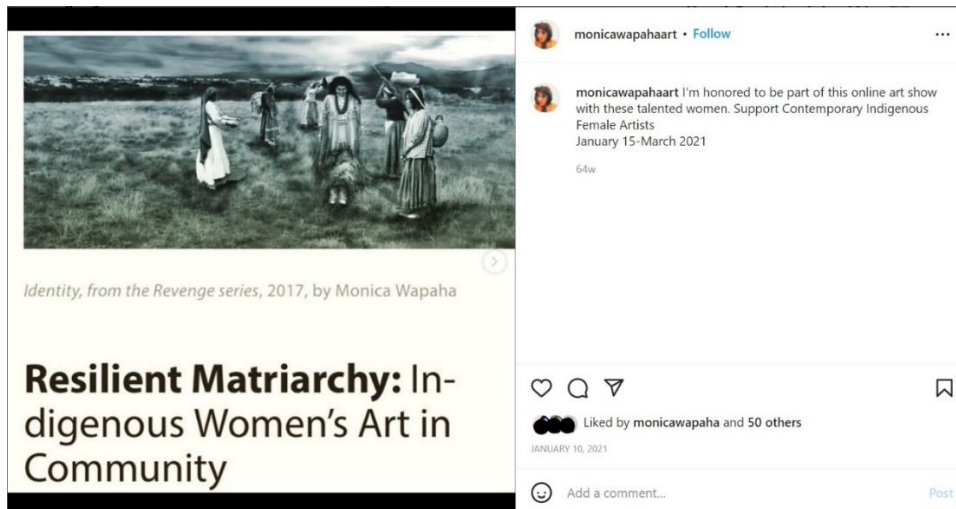 Identity, from the Revenge series, 2017, by Monica Wapaha
Resilient Matriarchy: In-
digenous Women's Art in
Community
monicawapahaart • Follow
monicawapahaart I'm honored to be part of this online art show
with these talented women. Support Contemporary Indigenous
Female Artists
January 15-March 2021
64w
Liked by monicawapaha and 50 others
JANUARY 10, 2021
Add a comment...
Post